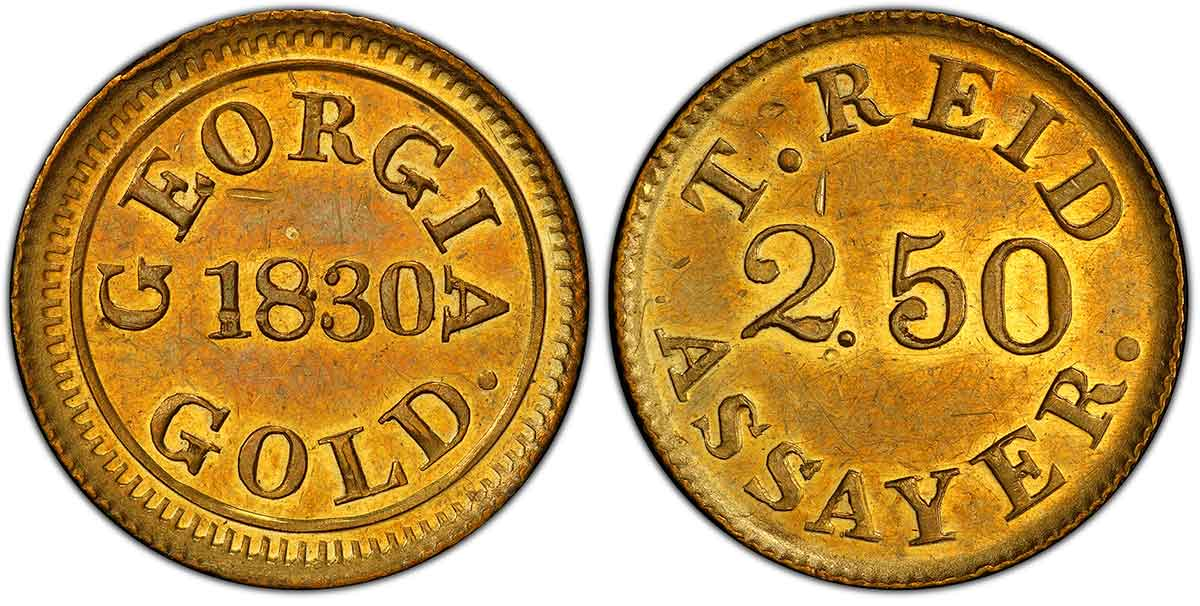 GEORGIA
1830
GOLD.
T. REID
2.50
ASSAYER.